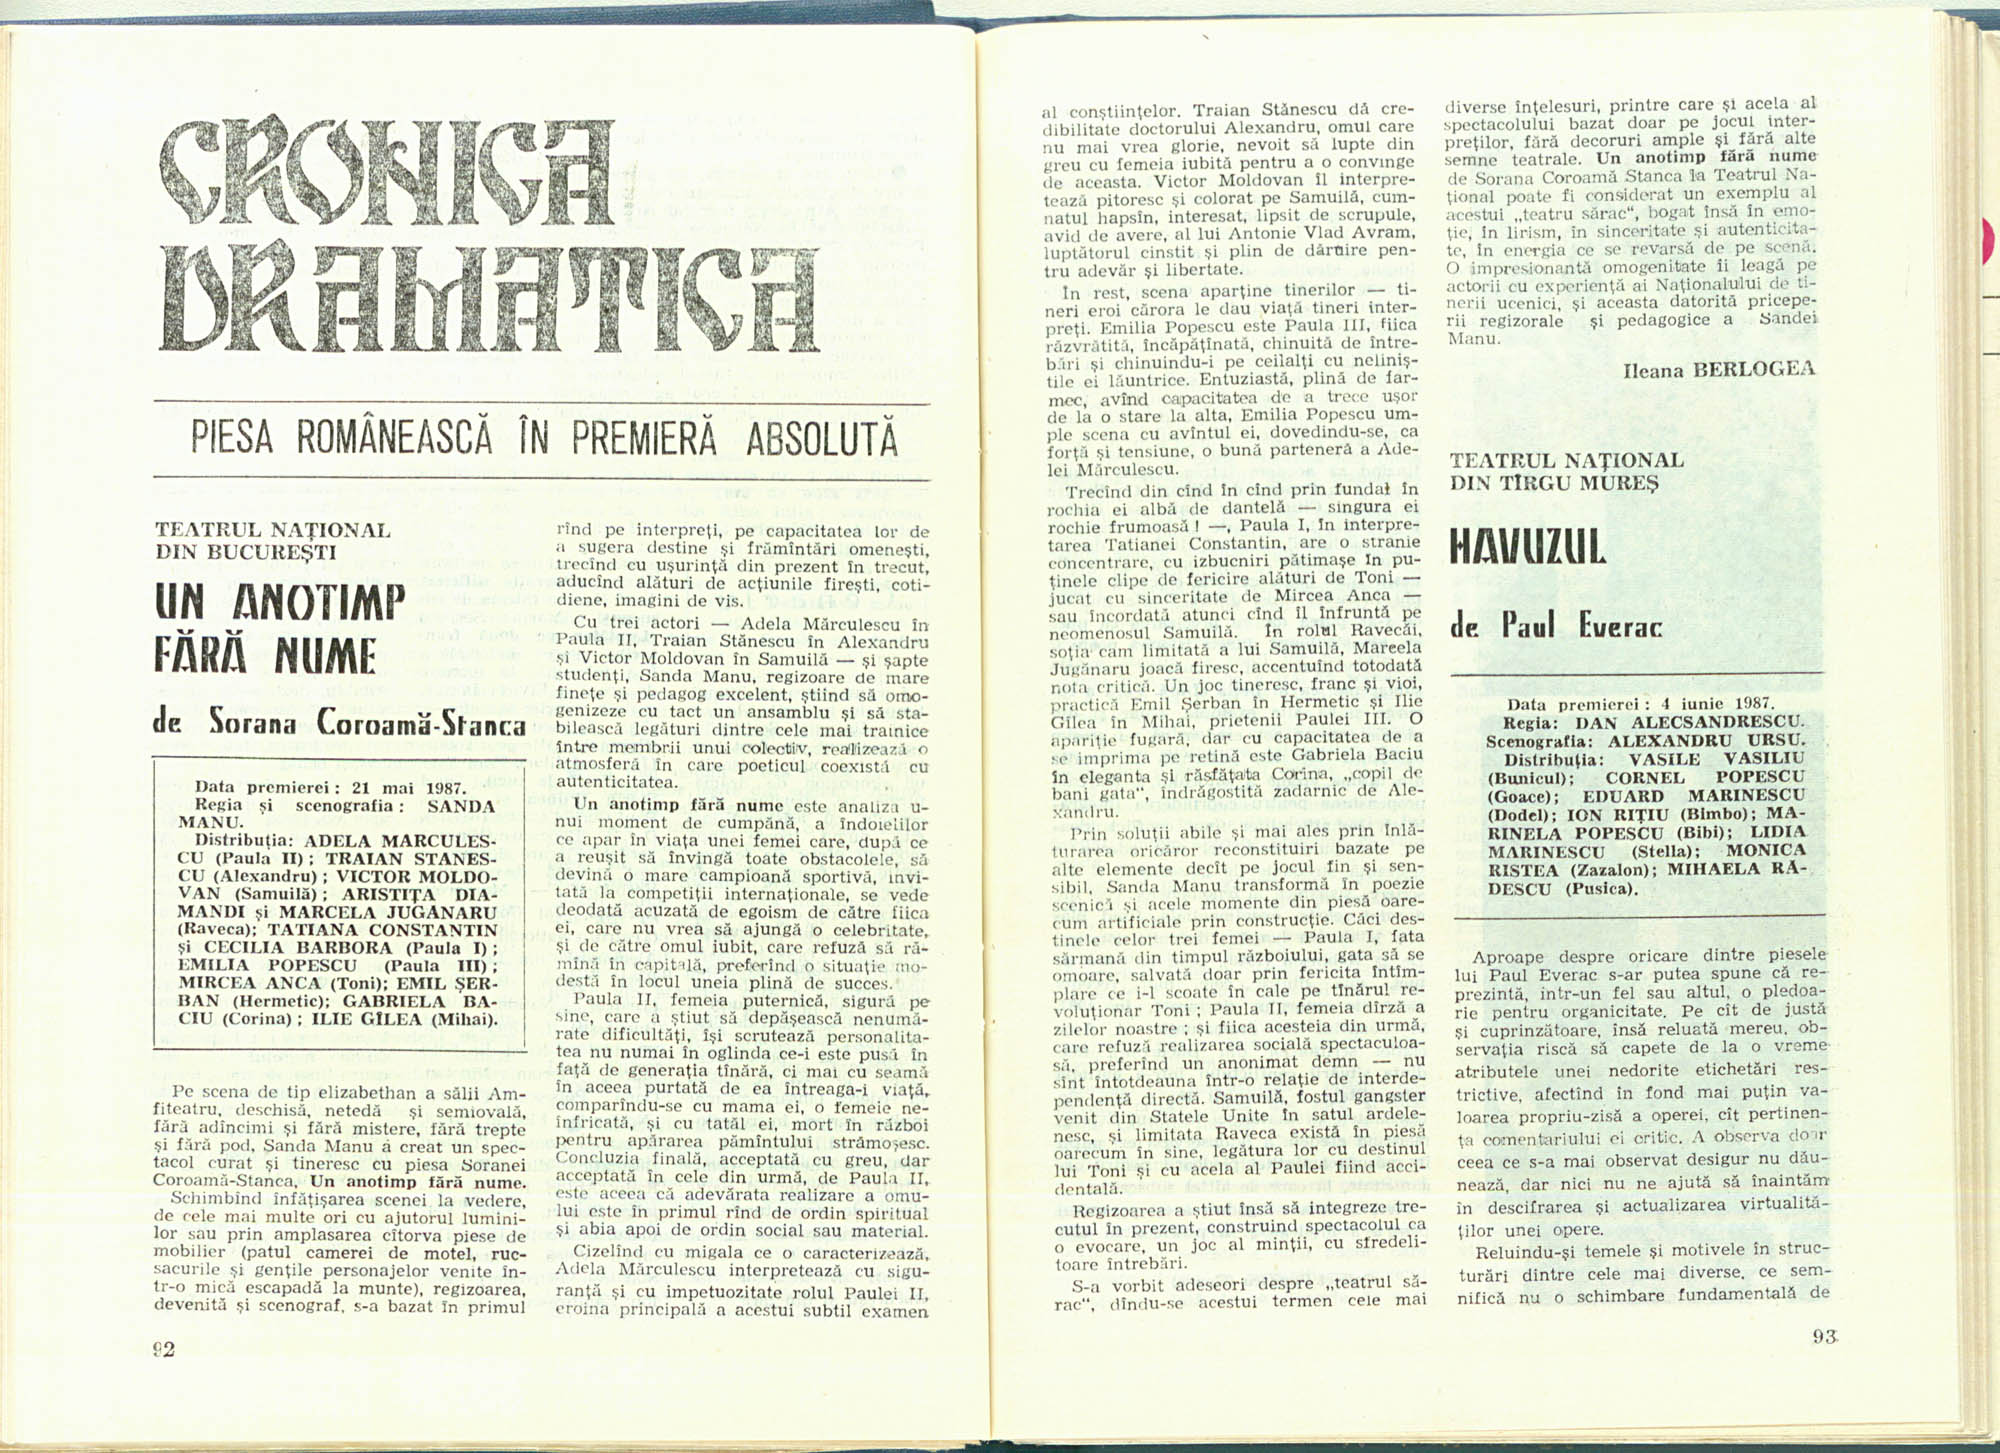 CRONICA
DRAMATICA
PIESA ROMÂNEASCĂ ÎN PREMIERĂ ABSOLUTĂ
TEATRUL NAȚIONAL
DIN BUCUREȘTI
UN ANOTIMP
FĂRĂ NUME
de Sorana Coroamă-Stanca
Data premierei : 21 mai 1987.
Regia și scenografia : SANDA
MANU.
Distribuția: ADELA MARCULES-
CU (Paula II) ; TRAIAN STANES-
CU (Alexandru) ; VICTOR MOLDO-
VAN (Samuilă) ; ARISTIȚA DIA-
MANDI și MARCELA JUGANARU
(Raveca); TATIANA CONSTANTIN
și CECILIA BARBORA (Paula I) ;
EMILIA POPESCU (Paula III) ;
MIRCEA ANCA (Toni); EMIL ȘER-
BAN (Hermetic); GABRIELA BA-
CIU (Corina) ; ILIE GÎLEA (Mihai).
Pe scena de tip elizabethan a sălii Am-
fiteatru, deschisă, netedă și semiovală,
fără adîncimi și fără mistere, fără trepte
și fără pod, Sanda Manu a creat un spec-
tacol curat și tineresc cu piesa Soranei
Coroamă-Stanca, Un anotimp fără nume.
Schimbînd înfățișarea scenei la vedere,
de cele mai multe ori cu ajutorul lumini-
lor sau prin amplasarea cîtorva piese de
mobilier (patul camerei de motel, ruc-
sacurile și gențile personajelor venite în-
tr-o mică escapadă la munte), regizoarea,
devenită și scenograf, s-a bazat în primul
rînd pe interpreți, pe capacitatea lor de
a sugera destine și frămîntări omenești,
trecînd cu ușurință din prezent în trecut,
aducînd alături de acțiunile firești, coti-
diene, imagini de vis.
Cu trei actori — Adela Mărculescu în
Paula II, Traian Stănescu în Alexandru
și Victor Moldovan în Samuilă — și șapte
studenți, Sanda Manu, regizoare de mare
finețe și pedagog excelent, știind să omo-
genizeze cu tact un ansamblu și să sta-
bilească legături dintre cele mai trainice
între membrii unui colectiv, realizează o
atmosferă în care poeticul coexistă cu
autenticitatea.
Un anotimp fără nume este analiza u-
nui moment de cumpănă, a îndoielilor
ce apar în viața unei femei care, după ce
a reușit să învingă toate obstacolele, să
devină o mare campioană sportivă, invi-
tată la competiții internaționale, se vede
deodată acuzată de egoism de către fiica
ei, care nu vrea să ajungă o celebritate,
și de către omul iubit, care refuză să ră-
mînă în capitală, preferînd o situație mo-
destă în locul uneia plină de succes.
Paula II, femeia puternică, sigură pe
sine, care a știut să depășească nenumă-
rate dificultăți, își scrutează personalita-
tea nu numai în oglinda ce-i este pusă în
față de generația tînără, ci mai cu seamă
în aceea purtată de ea întreaga-i viață,
comparîndu-se cu mama ei, o femeie ne-
înfricată, și cu tatăl ei, mort în război
pentru apărarea pămîntului strămoșesc.
Concluzia finală, acceptată cu greu, dar
acceptată în cele din urmă, de Paula II,
este aceea că adevărata realizare a omu-
lui este în primul rînd de ordin spiritual
și abia apoi de ordin social sau material.
Cizelînd cu migala ce o caracterizează,
Adela Mărculescu interpretează cu sigu-
ranță și cu impetuozitate rolul Paulei II,
eroina principală a acestui subtil examen
92
al conștiințelor. Traian Stănescu dă cre-
dibilitate doctorului Alexandru, omul care
nu mai vrea glorie, nevoit să lupte din
greu cu femeia iubită pentru a o convinge
de aceasta. Victor Moldovan îl interpre-
tează pitoresc și colorat pe Samuilă, cum-
natul hapsîn, interesat, lipsit de scrupule,
avid de avere, al lui Antonie Vlad Avram,
luptătorul cinstit și plin de dăruire pen-
tru adevăr și libertate.
În rest, scena aparține tinerilor — ti-
neri eroi cărora le dau viață tineri inter-
preți. Emilia Popescu este Paula III, fiica
răzvrătită, încăpățînată, chinuită de între-
bări și chinuindu-i pe ceilalți cu neliniș-
tile ei lăuntrice. Entuziastă, plină de far-
mec, avînd capacitatea de a trece ușor
de la o stare la alta, Emilia Popescu um-
ple scena cu avîntul ei, dovedindu-se, ca
forță și tensiune, o bună parteneră a Ade-
lei Mărculescu.
Trecînd din cînd în cînd prin fundal în
rochia ei albă de dantelă — singura ei
rochie frumoasă ! —, Paula I, în interpre-
tarea Tatianei Constantin, are o stranie
concentrare, cu izbucniri pătimașe în pu-
ținele clipe de fericire alături de Toni —
jucat cu sinceritate de Mircea Anca —
sau încordată atunci cînd îl înfruntă pe
neomenosul Samuilă. În rolul Ravecăi,
soția cam limitată a lui Samuilă, Marcela
Jugănaru joacă firesc, accentuînd totodată
nota critică. Un joc tineresc, franc și vioi,
practică Emil Șerban în Hermetic și Ilie
Gîlea în Mihai, prietenii Paulei III. O
apariție fugară, dar cu capacitatea de a
se imprima pe retină este Gabriela Baciu
în eleganta și răsfățata Corina, „copil de
bani gata“, îndrăgostită zadarnic de Ale-
xandru.
Prin soluții abile și mai ales prin înlă-
turarea oricăror reconstituiri bazate pe
alte elemente decît pe jocul fin și sen-
sibil, Sanda Manu transformă în poezie
scenică și acele momente din piesă oare-
cum artificiale prin construcție. Căci des-
tinele celor trei femei — Paula I, fata
sărmană din timpul războiului, gata să se
omoare, salvată doar prin fericita întîm-
plare ce i-l scoate în cale pe tînărul re-
voluționar Toni ; Paula II, femeia dîrză a
zilelor noastre ; și fiica acesteia din urmă,
care refuză realizarea socială spectaculoa-
să, preferînd un anonimat demn — nu
sînt întotdeauna într-o relație de interde-
pendență directă. Samuilă, fostul gangster
venit din Statele Unite în satul ardele-
nesc, și limitata Raveca există în piesă
oarecum în sine, legătura lor cu destinul
lui Toni și cu acela al Paulei fiind acci-
dentală.
Regizoarea a știut însă să integreze tre-
cutul în prezent, construind spectacolul ca
o evocare, un joc al minții, cu sfredeli-
toare întrebări.
S-a vorbit adeseori despre „teatrul să-
rac“, dîndu-se acestui termen cele mai
diverse înțelesuri, printre care și acela al
spectacolului bazat doar pe jocul inter-
preților, fără decoruri ample și fără alte
semne teatrale. Un anotimp fără nume
de Sorana Coroamă Stanca la Teatrul Na-
țional poate fi considerat un exemplu al
acestui „teatru sărac“, bogat însă în emo-
ție, în lirism, în sinceritate și autenticita-
te, în energia ce se revarsă de pe scenă.
O impresionantă omogenitate îi leagă pe
actorii cu experiență ai Naționalului de ti-
nerii ucenici, și aceasta datorită pricepe-
rii regizorale și pedagogice a Sandei
Manu.
Ileana BERLOGEA
TEATRUL NAȚIONAL
DIN TÎRGU MUREȘ
HAVUZUL
de Paul Everac
Data premierei : 4 iunie 1987.
Regia: DAN ALECSANDRESCU.
Scenografia: ALEXANDRU URSU.
Distribuția: VASILE VASILIU
(Bunicul); CORNEL POPESCU
(Goace); EDUARD MARINESCU
(Dodel); ION RIȚIU (Bimbo); MA-
RINELA POPESCU (Bibi); LIDIA
MARINESCU (Stella); MONICA
RISTEA (Zazalon); MIHAELA RĂ-
DESCU (Pusica).
Aproape despre oricare dintre piesele
lui Paul Everac s-ar putea spune că re-
prezintă, într-un fel sau altul, o pledoa-
rie pentru organicitate. Pe cît de justă
și cuprinzătoare, însă reluată mereu, ob-
servația riscă să capete de la o vreme
atributele unei nedorite etichetări res-
trictive, afectînd în fond mai puțin va-
loarea propriu-zisă a operei, cît pertinen-
ța comentariului ei critic. A observa doar
ceea ce s-a mai observat desigur nu dău-
nează, dar nici nu ne ajută să înaintăm
în descifrarea și actualizarea virtualită-
ților unei opere.
Reluindu-și temele și motivele în struc-
turări dintre cele mai diverse, ce sem-
nifică nu o schimbare fundamentală de
93